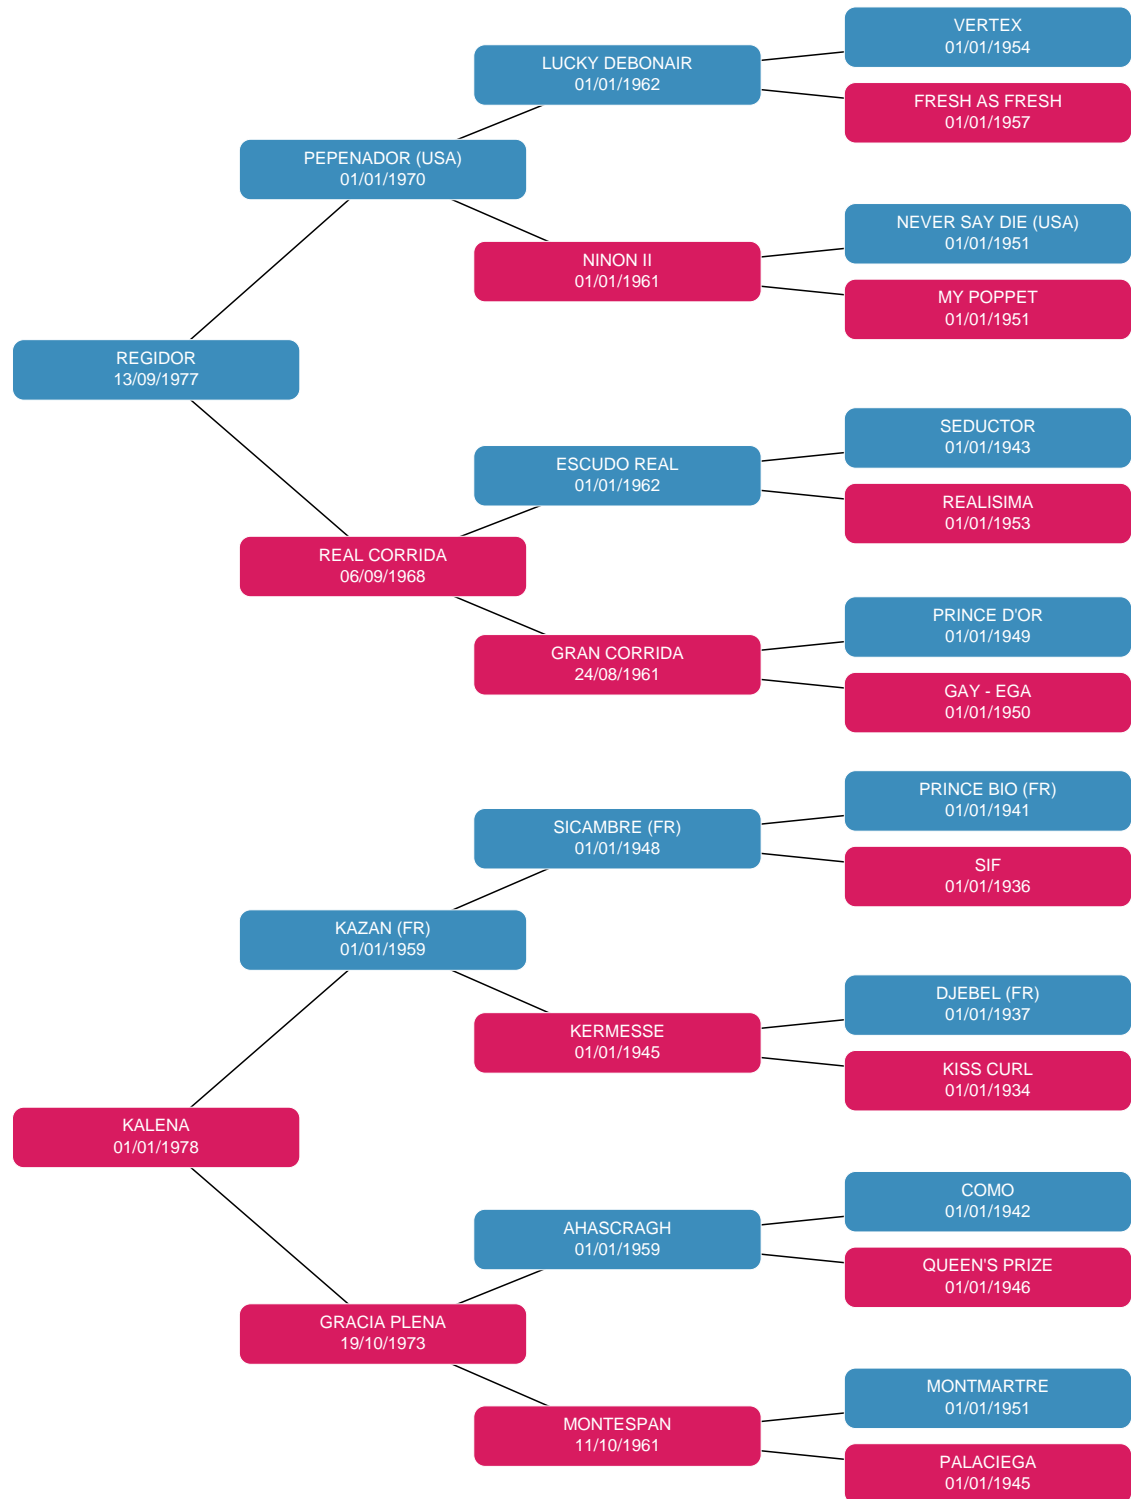 VERTEX
01/01/1954
LUCKY DEBONAIR
01/01/1962
FRESH AS FRESH
01/01/1957
PEPENADOR (USA)
01/01/1970
NEVER SAY DIE (USA)
01/01/1951
NINON II
01/01/1961
MY POPPET
01/01/1951
REGIDOR
13/09/1977
SEDUCTOR
01/01/1943
ESCUDO REAL
01/01/1962
REALISIMA
01/01/1953
REAL CORRIDA
06/09/1968
PRINCE D'OR
01/01/1949
GRAN CORRIDA
24/08/1961
GAY - EGA
01/01/1950
PRINCE BIO (FR)
01/01/1941
SICAMBRE (FR)
01/01/1948
SIF
01/01/1936
KAZAN (FR)
01/01/1959
DJEBEL (FR)
01/01/1937
KERMESSE
01/01/1945
KISS CURL
01/01/1934
KALENA
01/01/1978
COMO
01/01/1942
AHASCRAGH
01/01/1959
QUEEN'S PRIZE
01/01/1946
GRACIA PLENA
19/10/1973
MONTMARTRE
01/01/1951
MONTESPAN
11/10/1961
PALACIEGA
01/01/1945